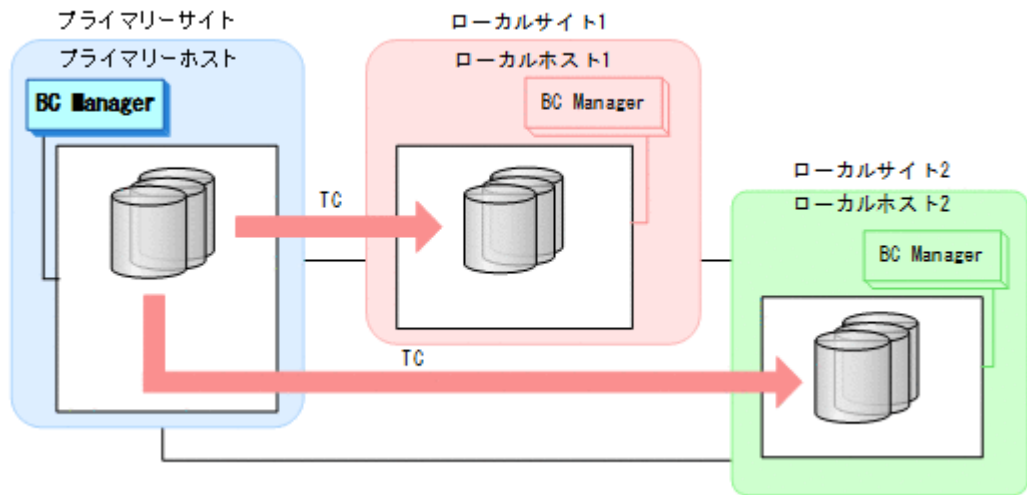 プライマリーサイト
プライマリーホスト
BC Manager
ローカルサイト1
ローカルホスト1
BC Manager
TC
ローカルサイト2
ローカルホスト2
BC Manager
TC